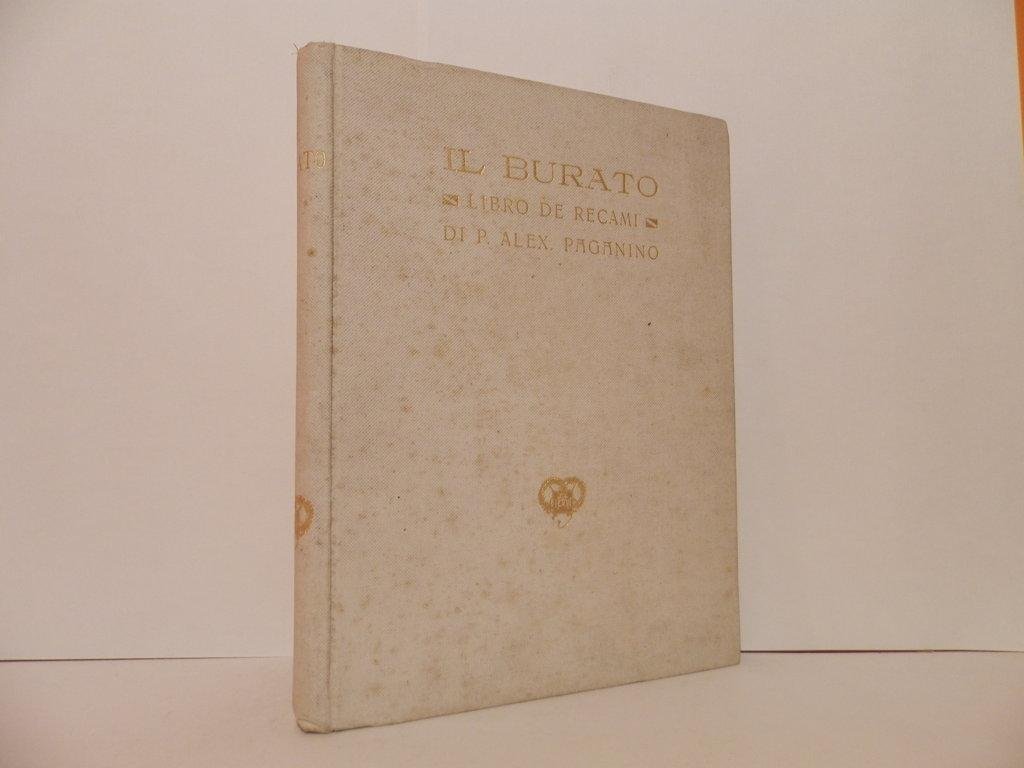 IL BURATO
LIBRO DE RECAMI
DI P. ALEX. PAGANINO